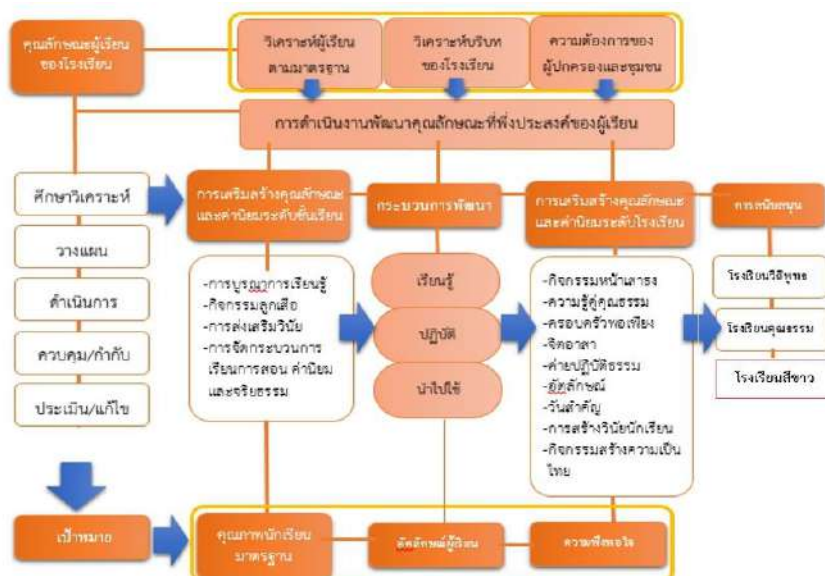 คุณลักษณะผู้เรียน
ของโรงเรียน
วิเคราะห์ผู้เรียน
ตามมาตรฐาน
วิเคราะห์บริบท
ของโรงเรียน
ความต้องการของ
ผู้ปกครองและชุมชน
การดำเนินงานพัฒนาคุณลักษณะที่พึ่งประสงค์ของผู้เรียน
ศึกษาวิเคราะห์
วางแผน
ดำเนินการ
ควบคุม/กำกับ
ประเมิน/แก้ไข
การเสริมสร้างคุณลักษณะ
และค่านิยมระดับชั้นเรียน
-การบูรณาการเรียนรู้
-กิจกรรมลูกเสือ
-การส่งเสริมวินัย
-การจัดกระบวนการ
เรียนการสอน ค่านิยม
และจริยธรรม
กระบวนการพัฒนา
เรียนรู้
ปฏิบัติ
นำไปใช้
การเสริมสร้างคุณลักษณะ
และค่านิยมระดับโรงเรียน
-กิจกรรมหน้าเสาธง
-ความรู้คู่คุณธรรม
-ครอบครัวพอเพียง
-จิตอาสา
-ค่ายปฏิบัติธรรม
-อัตลักษณ์
-วันสำคัญ
-การสร้างวินัยนักเรียน
-กิจกรรมสร้างความเป็น
ไทย
การสนับสนุน
โรงเรียนวิถีพุทธ
โรงเรียนคุณธรรม
โรงเรียนสีขาว
เป้าหมาย
คุณภาพนักเรียน
มาตรฐาน
อัตลักษณ์ผู้เรียน
ความพึงพอใจ